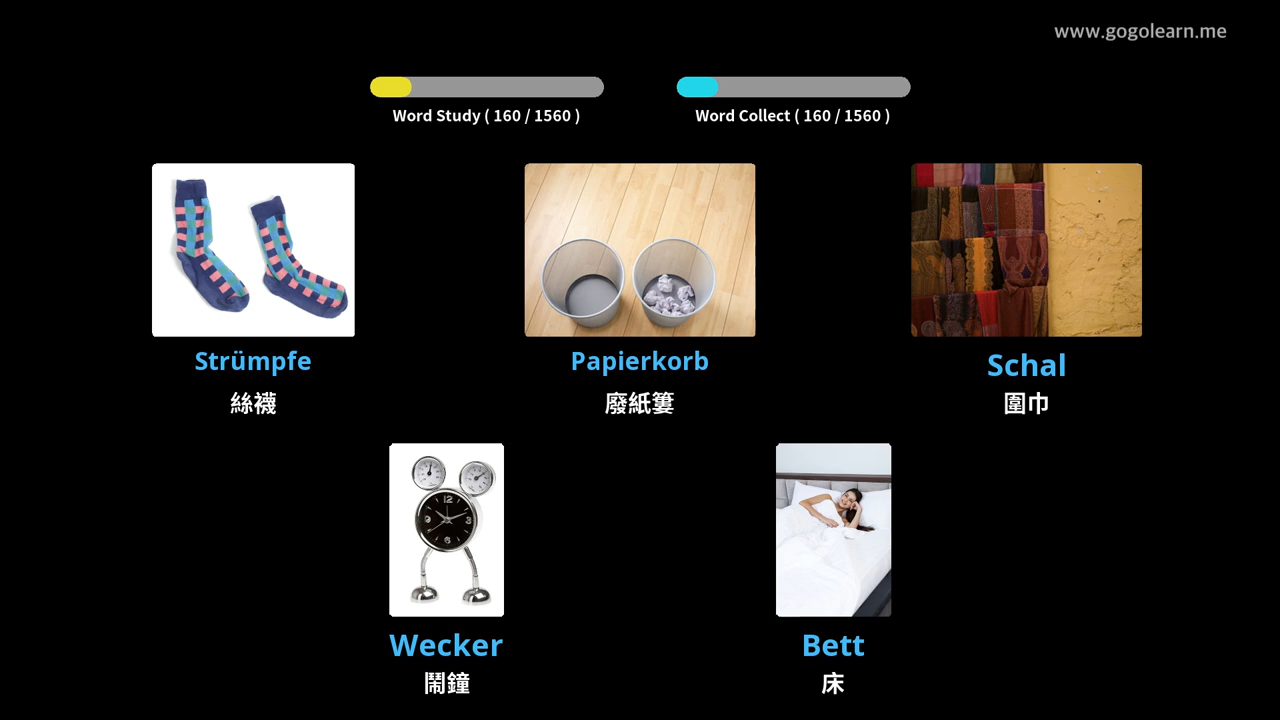 www.gogolearn.me
Word Study ( 160 / 1560 )
Word Collect ( 160 / 1560 )
Strümpfe
絲襪
Papierkorb
廢紙簍
Schal
圍巾
Wecker
鬧鐘
Bett
床